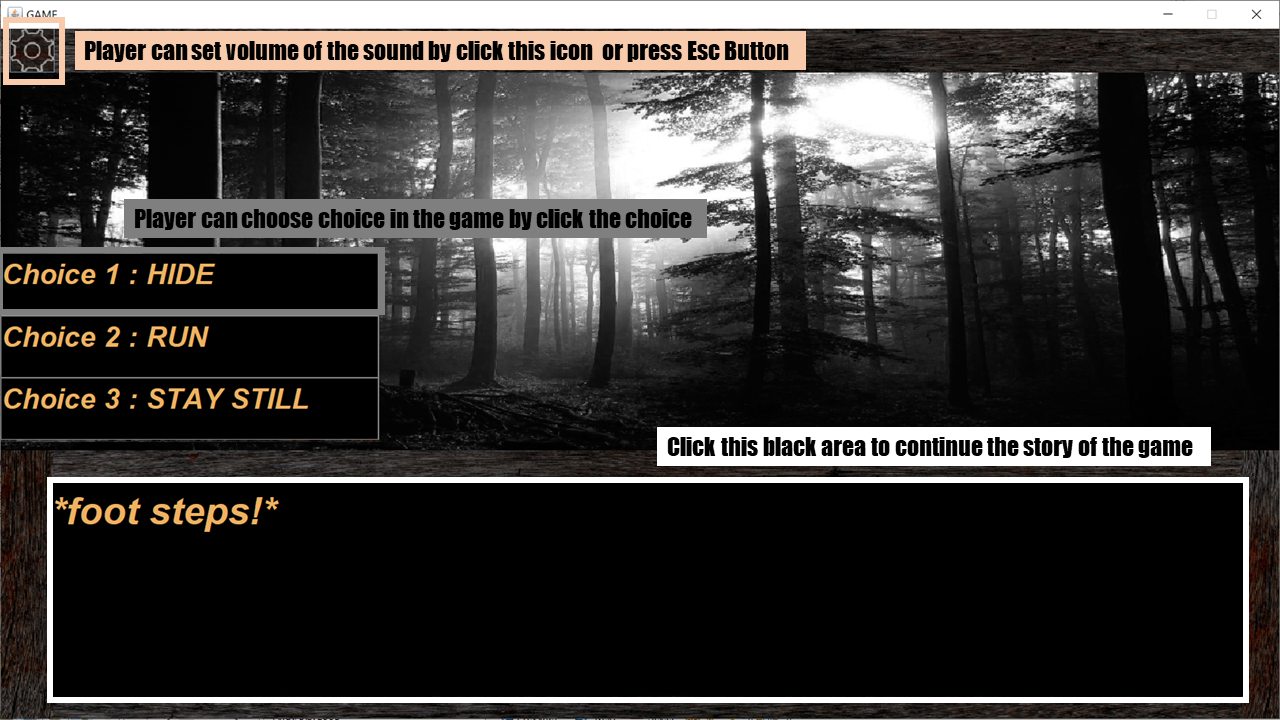 GAME
Player can set volume of the sound by click this icon or press Esc Button
Player can choose choice in the game by click the choice
Choice 1 : HIDE
Choice 2 : RUN
Choice 3 : STAY STILL
Click this black area to continue the story of the game
*foot steps!*